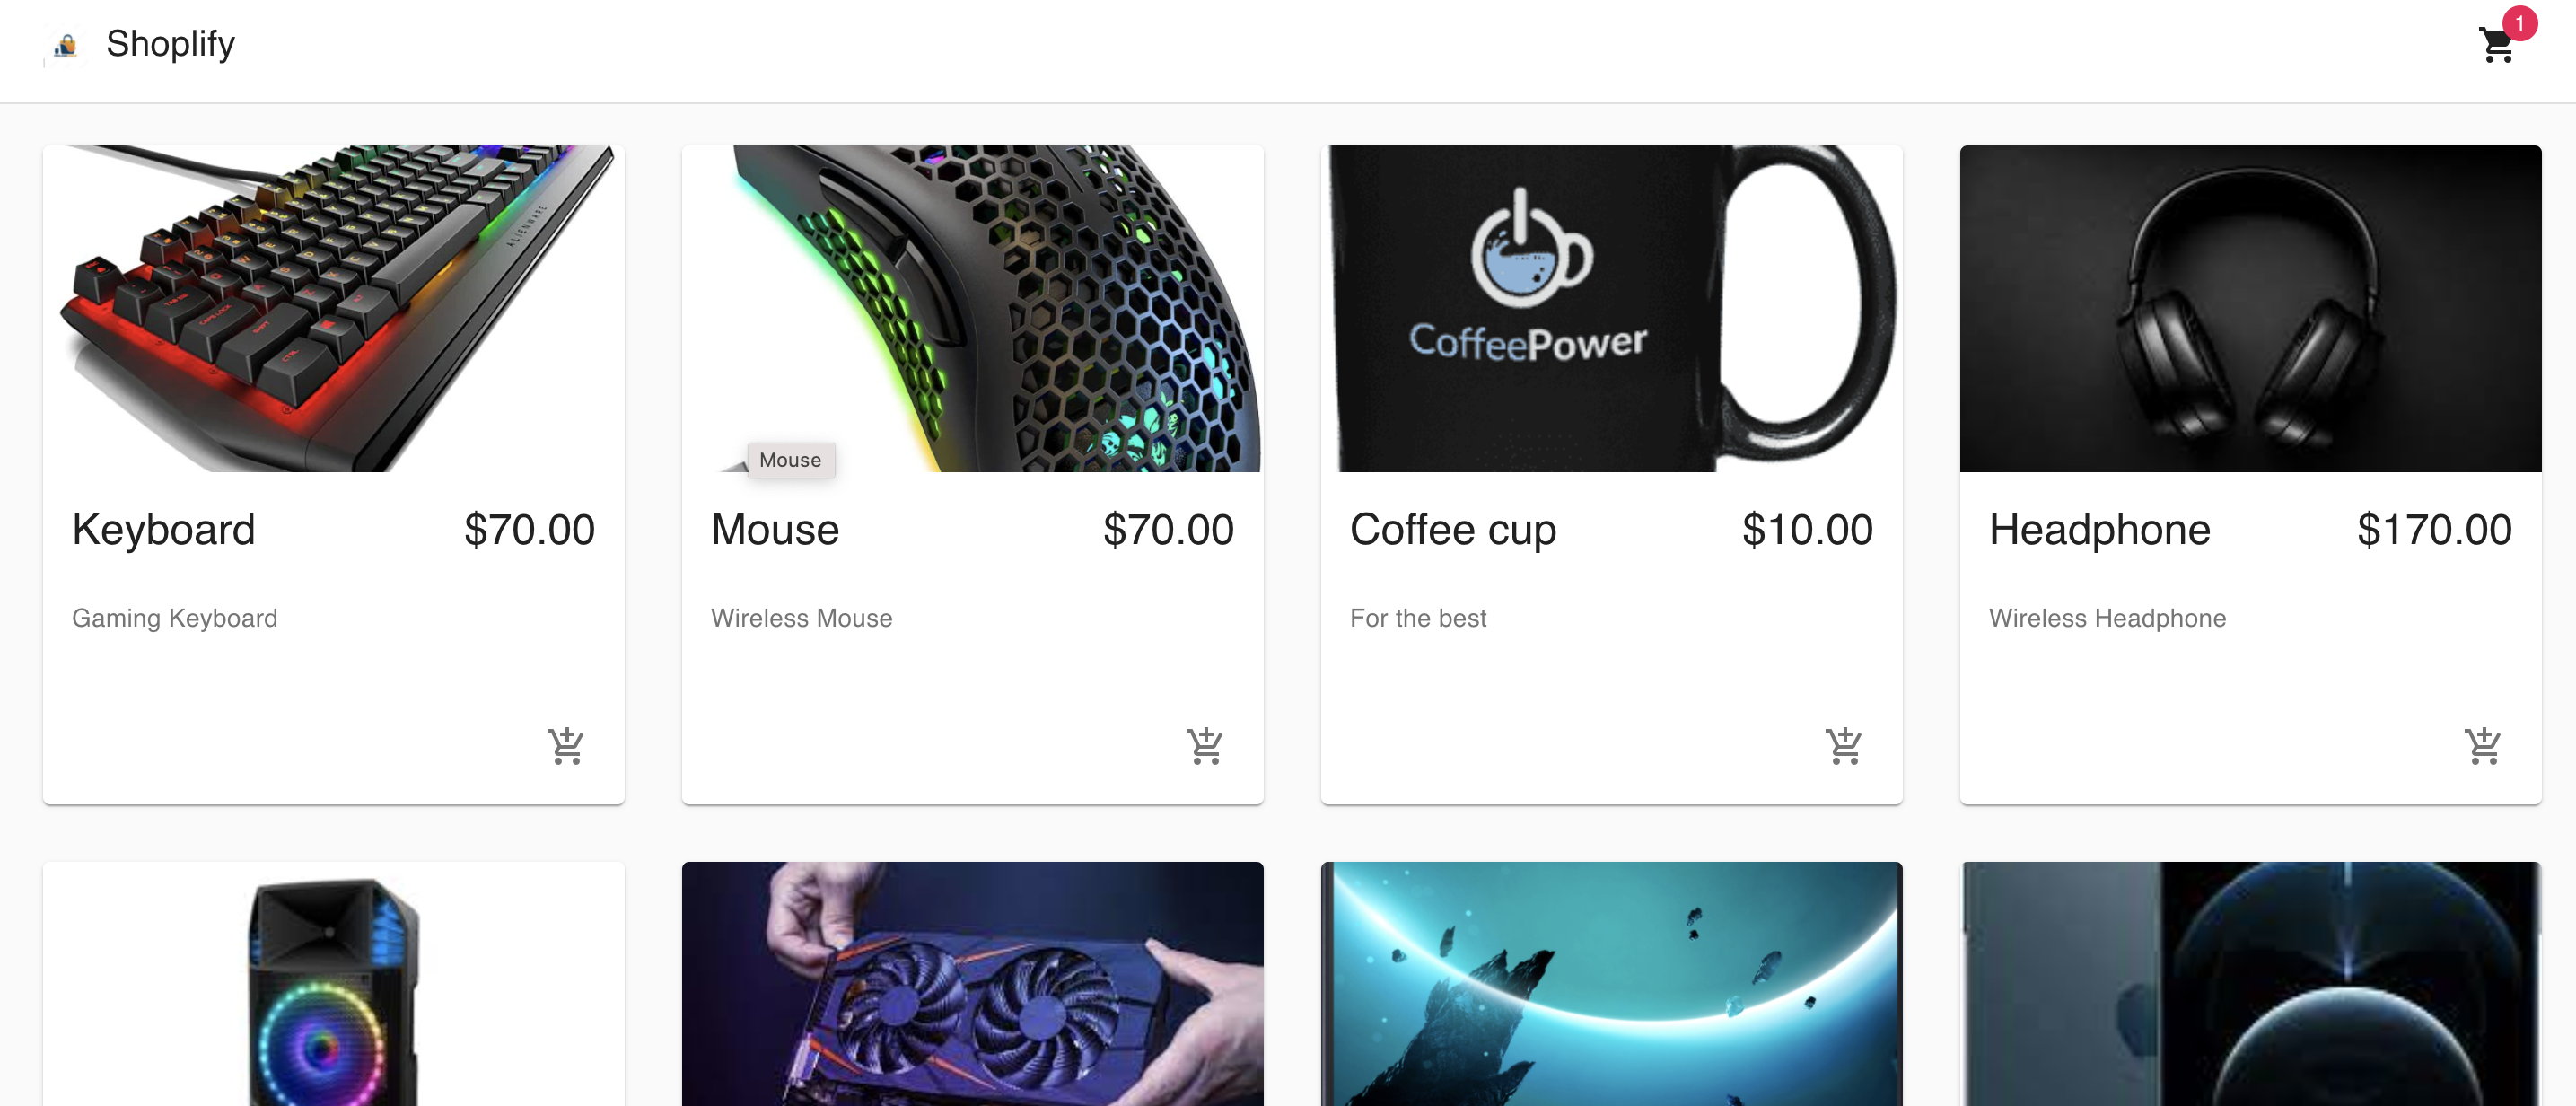 Shoplify
1
ALIENWARE
CoffeePower
Mouse
Keyboard $70.00
Mouse $70.00
Coffee cup $10.00
Headphone $170.00
Gaming Keyboard
Wireless Mouse
For the best
Wireless Headphone